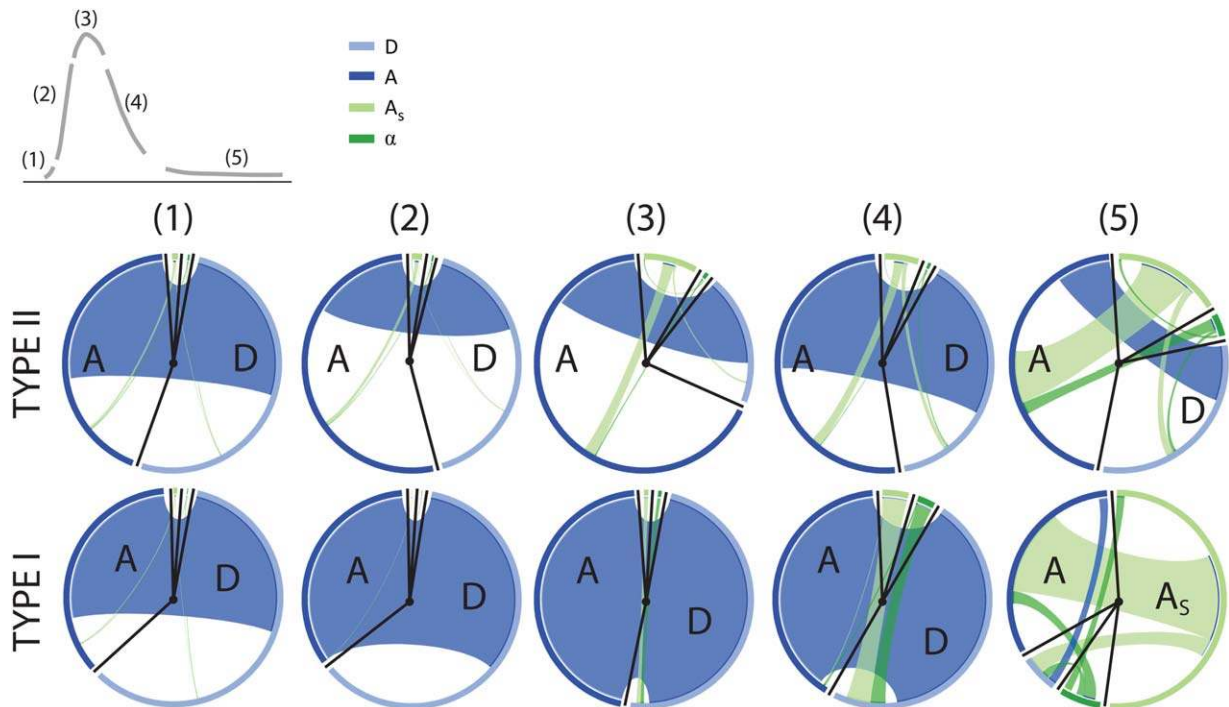 (3)
(2)
(4)
(1)
(5)
D
A
As
α
(1) (2) (3) (4) (5)
TYPE II
A D
A D
A
A D
A D
TYPE I
A D
A D
A D
A D
A As